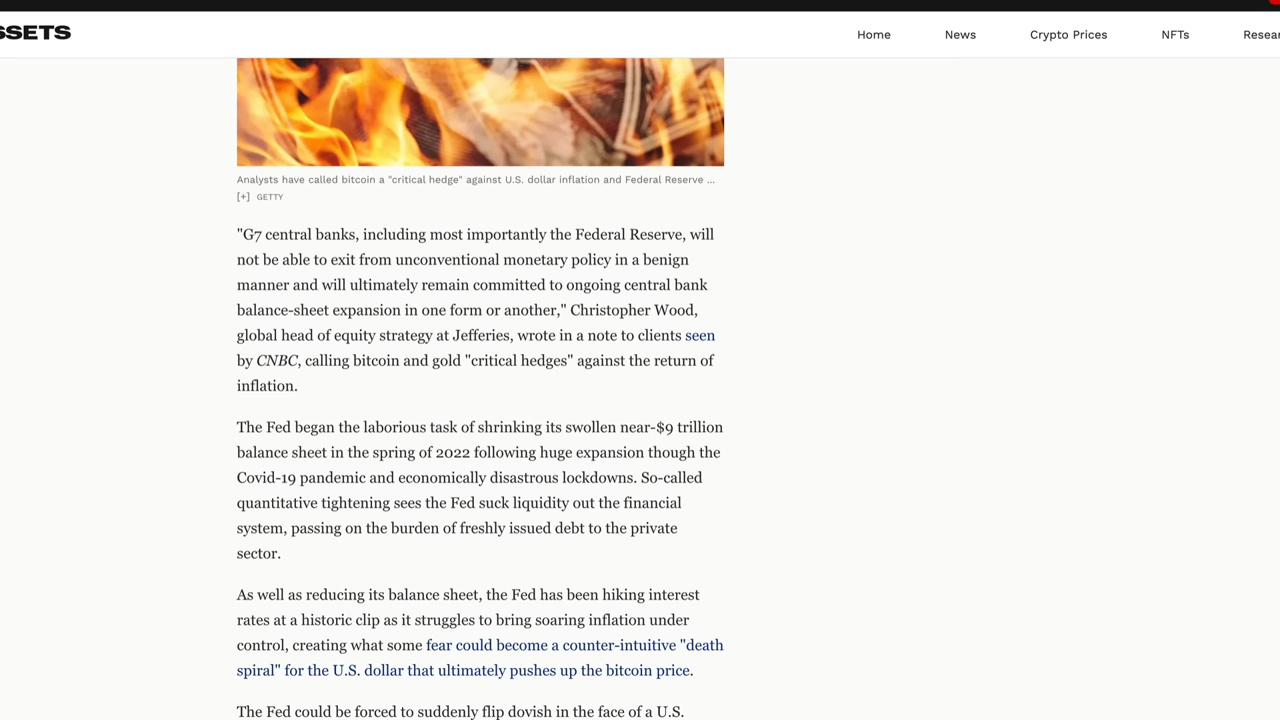 SSETS
Home News Crypto Prices NFTs Resear
Analysts have called bitcoin a "critical hedge" against U.S. dollar inflation and Federal Reserve ...
[+] GETTY
"G7 central banks, including most importantly the Federal Reserve, will
not be able to exit from unconventional monetary policy in a benign
manner and will ultimately remain committed to ongoing central bank
balance-sheet expansion in one form or another," Christopher Wood,
global head of equity strategy at Jefferies, wrote in a note to clients seen
by CNBC, calling bitcoin and gold "critical hedges" against the return of
inflation.
The Fed began the laborious task of shrinking its swollen near-$9 trillion
balance sheet in the spring of 2022 following huge expansion though the
Covid-19 pandemic and economically disastrous lockdowns. So-called
quantitative tightening sees the Fed suck liquidity out the financial
system, passing on the burden of freshly issued debt to the private
sector.
As well as reducing its balance sheet, the Fed has been hiking interest
rates at a historic clip as it struggles to bring soaring inflation under
control, creating what some fear could become a counter-intuitive "death
spiral" for the U.S. dollar that ultimately pushes up the bitcoin price.
The Fed could be forced to suddenly flip dovish in the face of a U.S.